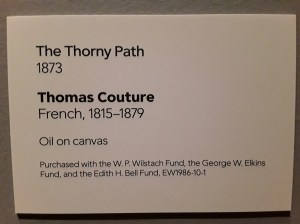 The Thorny Path
1873
Thomas Couture
French, 1815–1879
Oil on canvas
Purchased with the W. P. Wilstach Fund, the George W. Elkins
Fund, and the Edith H. Bell Fund, EW1986-10-1